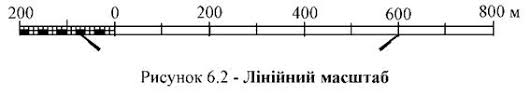 200 0 200 400 600 800 м
Рисунок 6.2 - Лінійний масштаб